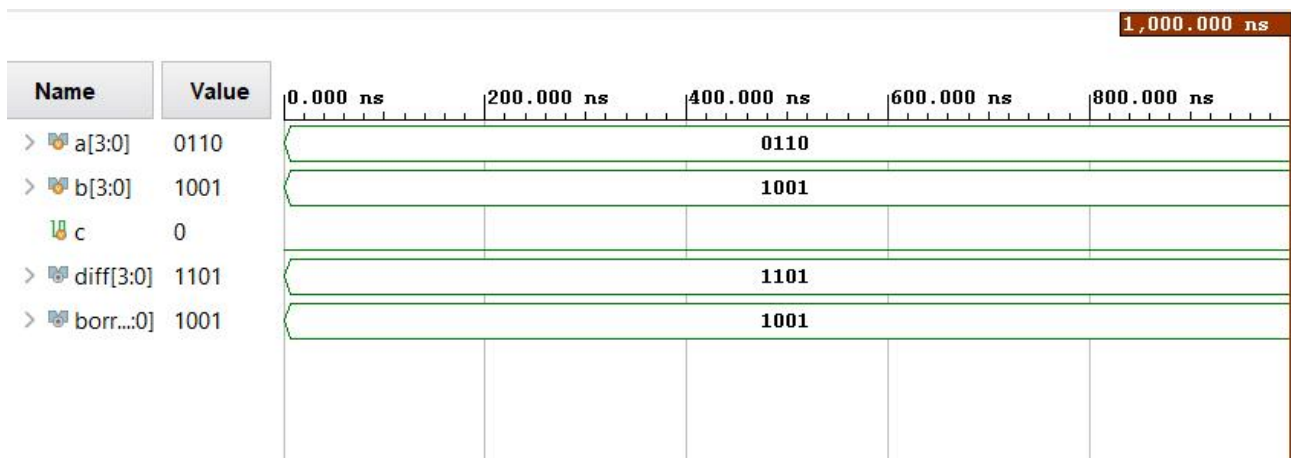 1,000.000 ns
Name Value 0.000 ns 200.000 ns 400.000 ns 600.000 ns 800.000 ns
a[3:0] 0110 0110
b[3:0] 1001 1001
c 0
diff[3:0] 1101 1101
borr...:0] 1001 1001